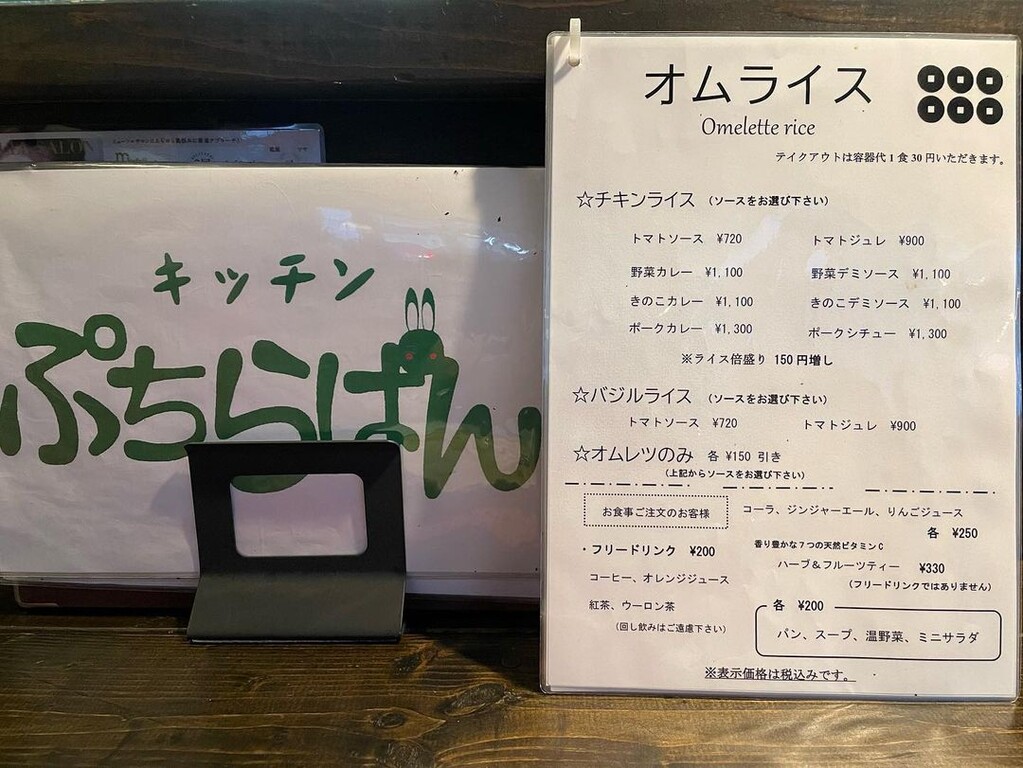 キッチン
ぷちらぱん
オムライス
Omelette rice
テイクアウトは容器代1食30円いただきます。
☆チキンライス (ソースをお選び下さい)
トマトソース ¥720 トマトジュレ ¥900
野菜カレー ¥1,100 野菜デミソース ¥1,100
きのこカレー ¥1,100 きのこデミソース ¥1,100
ポークカレー ¥1,300 ポークシチュー ¥1,300
※ライス倍盛り 150円増し
☆バジルライス (ソースをお選び下さい)
トマトソース ¥720 トマトジュレ ¥900
☆オムレツのみ 各 ¥150 引き
(上記からソースをお選び下さい)
お食事ご注文のお客様
・フリードリンク ¥200
コーヒー、オレンジジュース
紅茶、ウーロン茶
(回し飲みはご遠慮下さい)
コーラ、ジンジャーエール、りんごジュース
各 ¥250
香り豊かな7つの天然ビタミンC
ハーブ&フルーツティー ¥330
(フリードリンクではありません)
各 ¥200
パン、スープ、温野菜、ミニサラダ
※表示価格は税込みです。